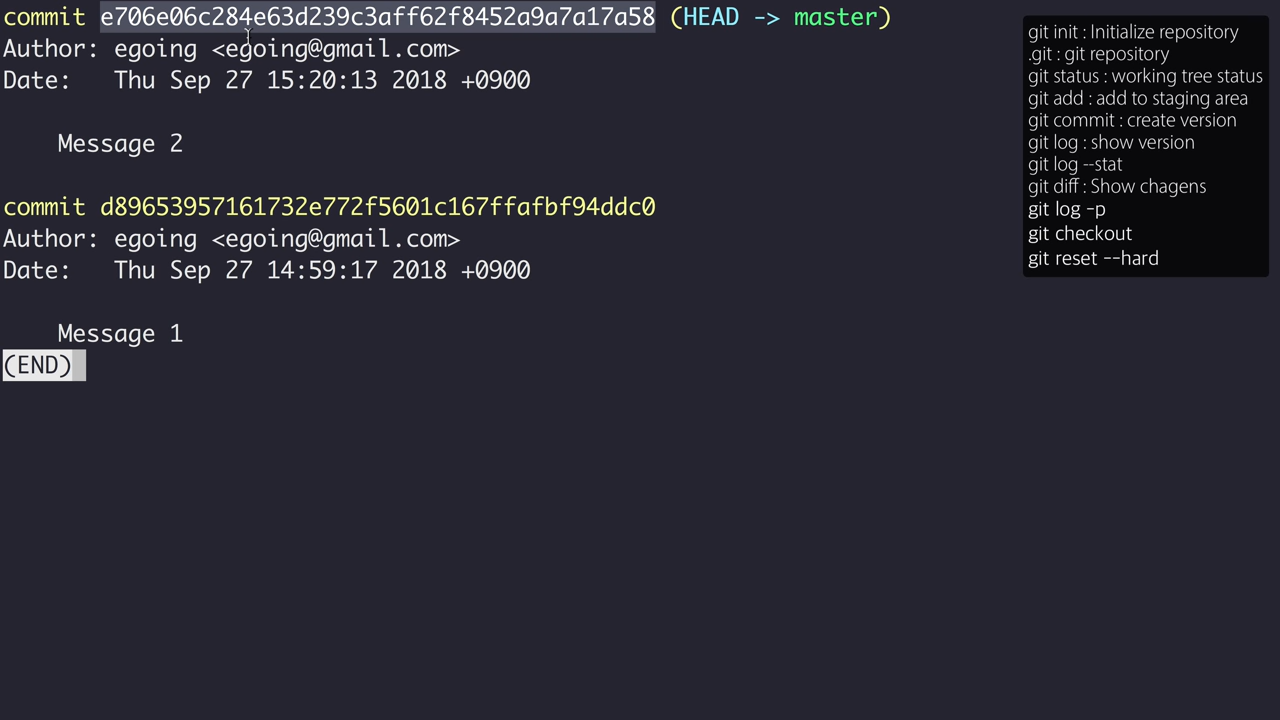 commit e706e06c284e63d239c3aff62f8452a9a7a17a58 (HEAD -> master)
Author: egoing <egoing@gmail.com>
Date:   Thu Sep 27 15:20:13 2018 +0900
Message 2
commit d89653957161732e772f5601c167ffafbf94ddc0
Author: egoing <egoing@gmail.com>
Date:   Thu Sep 27 14:59:17 2018 +0900
Message 1
(END)
git init : Initialize repository
.git : git repository
git status : working tree status
git add : add to staging area
git commit : create version
git log : show version
git log --stat
git diff : Show chagens
git log -p
git checkout
git reset --hard